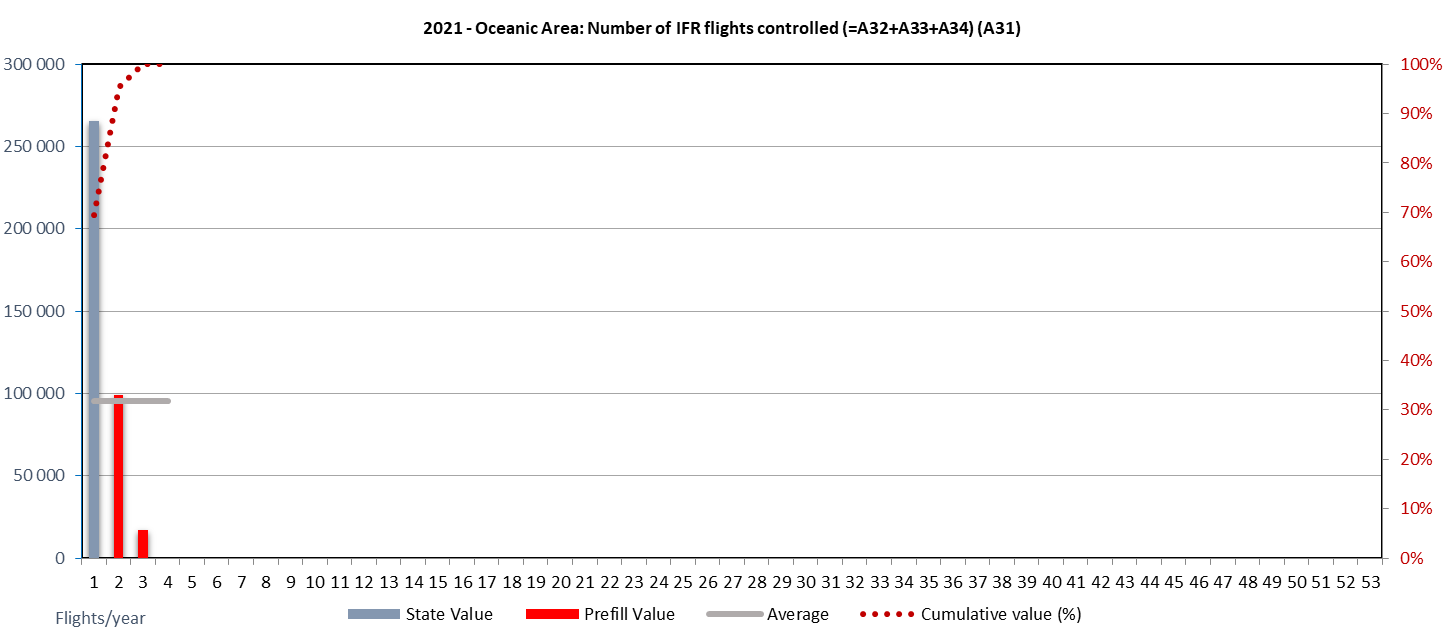 2021 - Oceanic Area: Number of IFR flights controlled (=A32+A33+A34) (A31)
300 000 100%
90%
250 000
80%
70%
200 000
60%
150 000 50%
40%
100 000
30%
20%
50 000
10%
0 0%
1 2 3 4 5 6 7 8 9 10 11 12 13 14 15 16 17 18 19 20 21 22 23 24 25 26 27 28 29 30 31 32 33 34 35 36 37 38 39 40 41 42 43 44 45 46 47 48 49 50 51 52 53
Flights/year State Value Prefill Value Average Cumulative value (%)